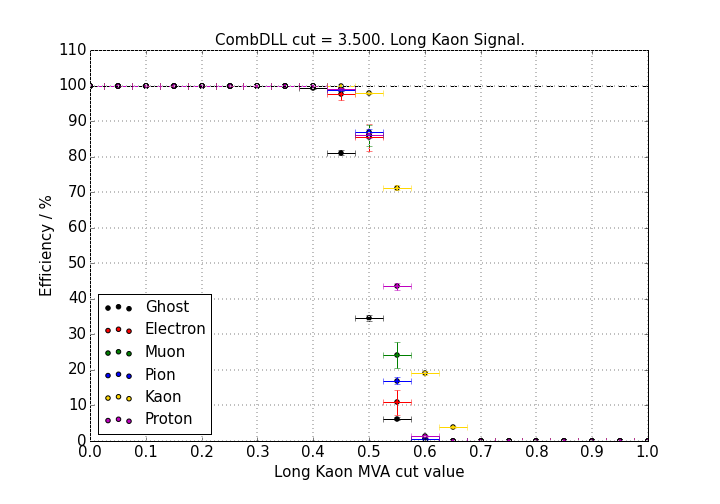 CombDLL cut = 3.500. Long Kaon Signal.
110
100
90
80
70
60
50
40
30
20
10
0
Efficiency / %
Ghost
Electron
Muon
Pion
Kaon
Proton
0.0 0.1 0.2 0.3 0.4 0.5 0.6 0.7 0.8 0.9 1.0
Long Kaon MVA cut value